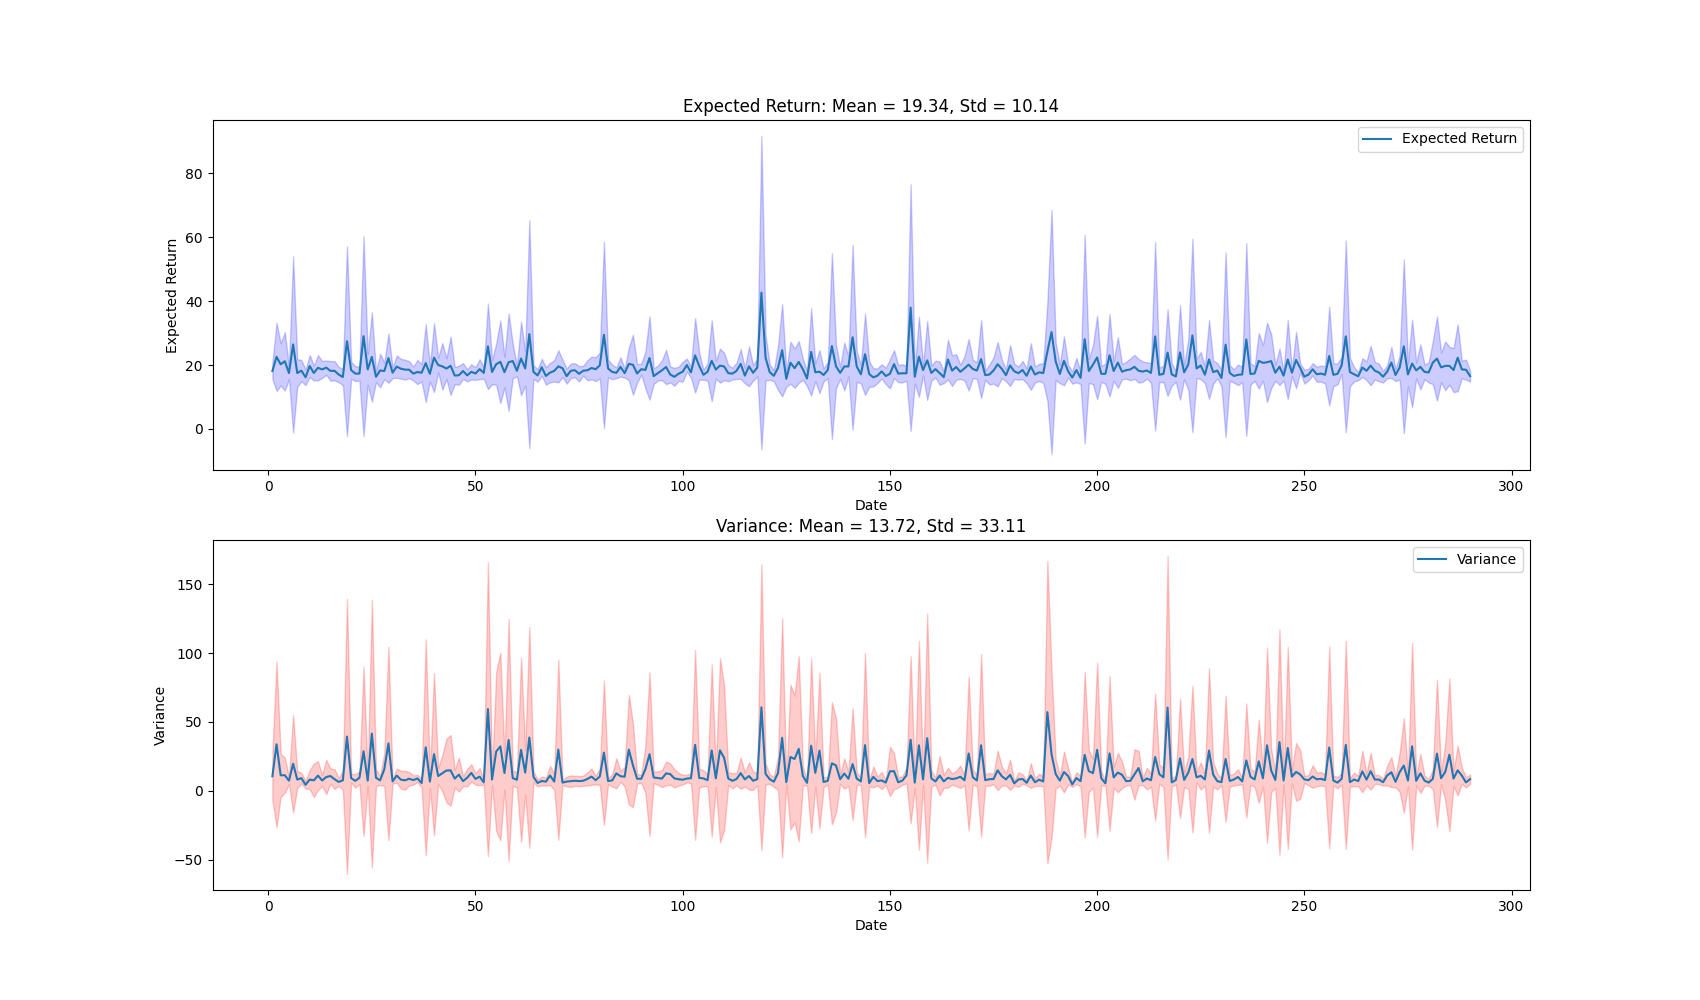 Expected Return: Mean = 19.34, Std = 10.14
Expected Return
Expected Return
80
60
40
20
0
0 50 100 150 200 250 300
Date
Variance: Mean = 13.72, Std = 33.11
Variance
Variance
150
100
50
0
−50
0 50 100 150 200 250 300
Date